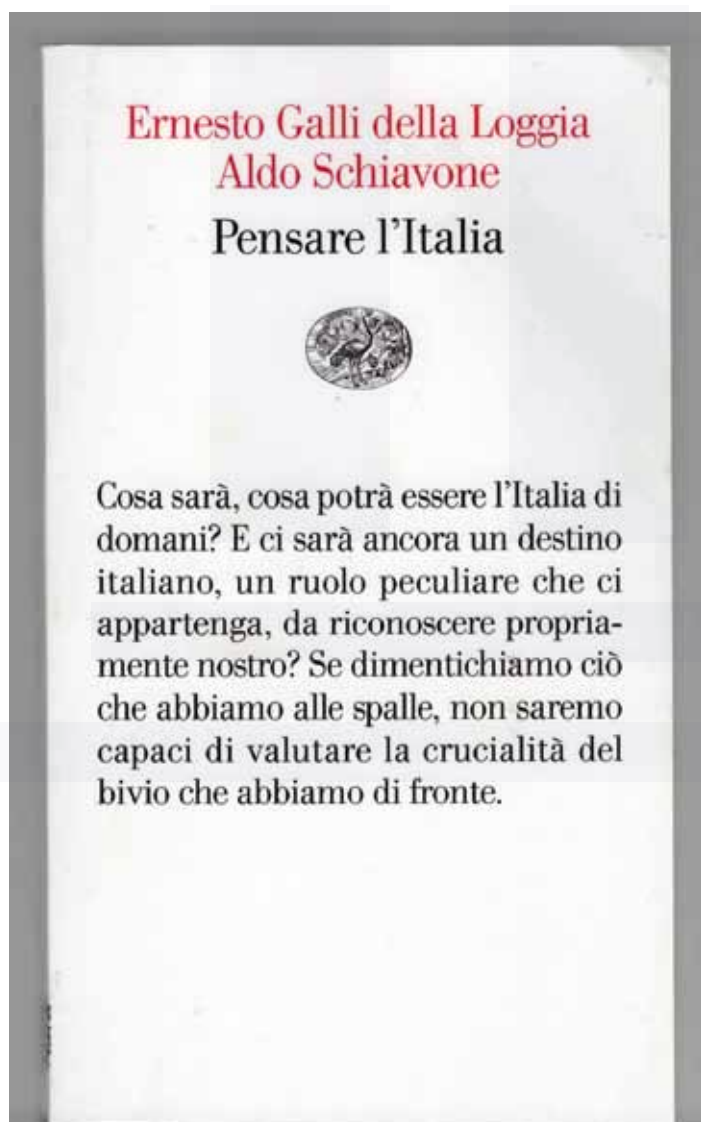 Ernesto Galli della Loggia
Aldo Schiavone
Pensare l'Italia
Cosa sarà, cosa potrà essere l'Italia di
domani? E ci sarà ancora un destino
italiano, un ruolo peculiare che ci
appartenga, da riconoscere propria-
mente nostro? Se dimentichiamo ciò
che abbiamo alle spalle, non saremo
capaci di valutare la crucialità del
bivio che abbiamo di fronte.